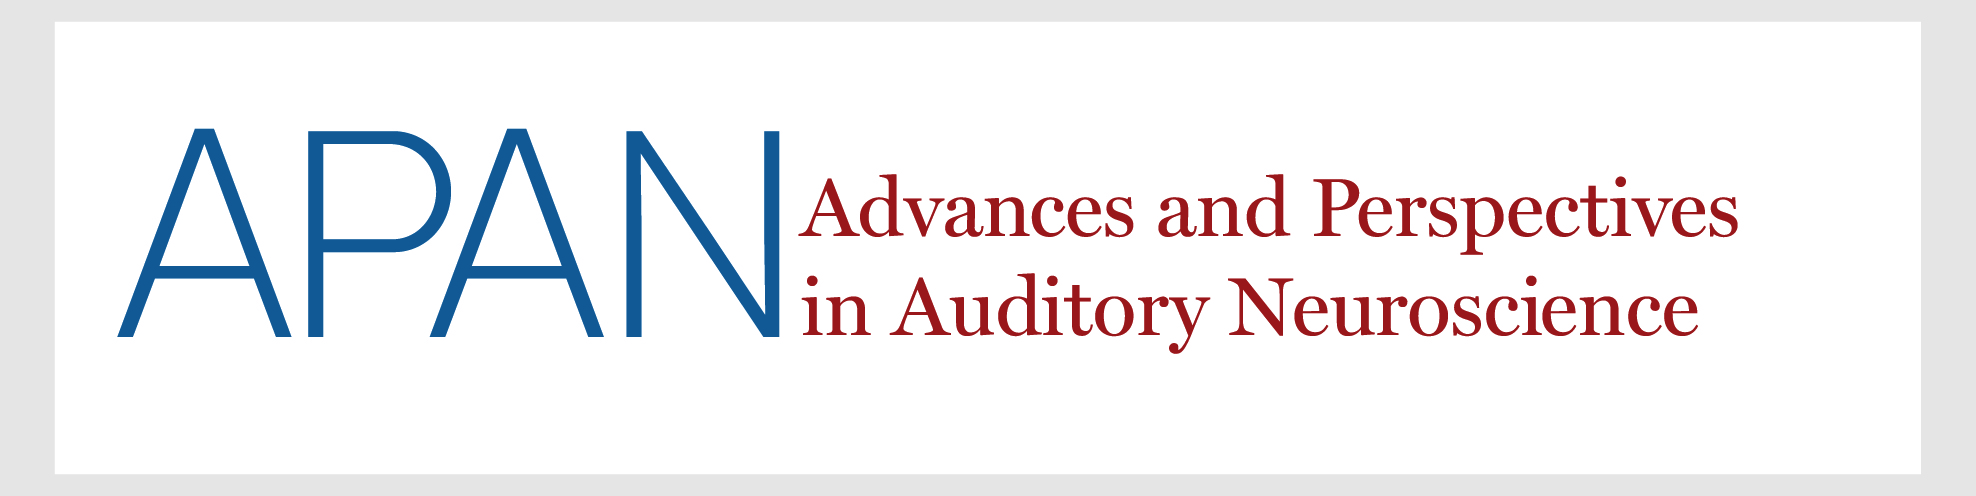 APAN
Advances and Perspectives
in Auditory Neuroscience